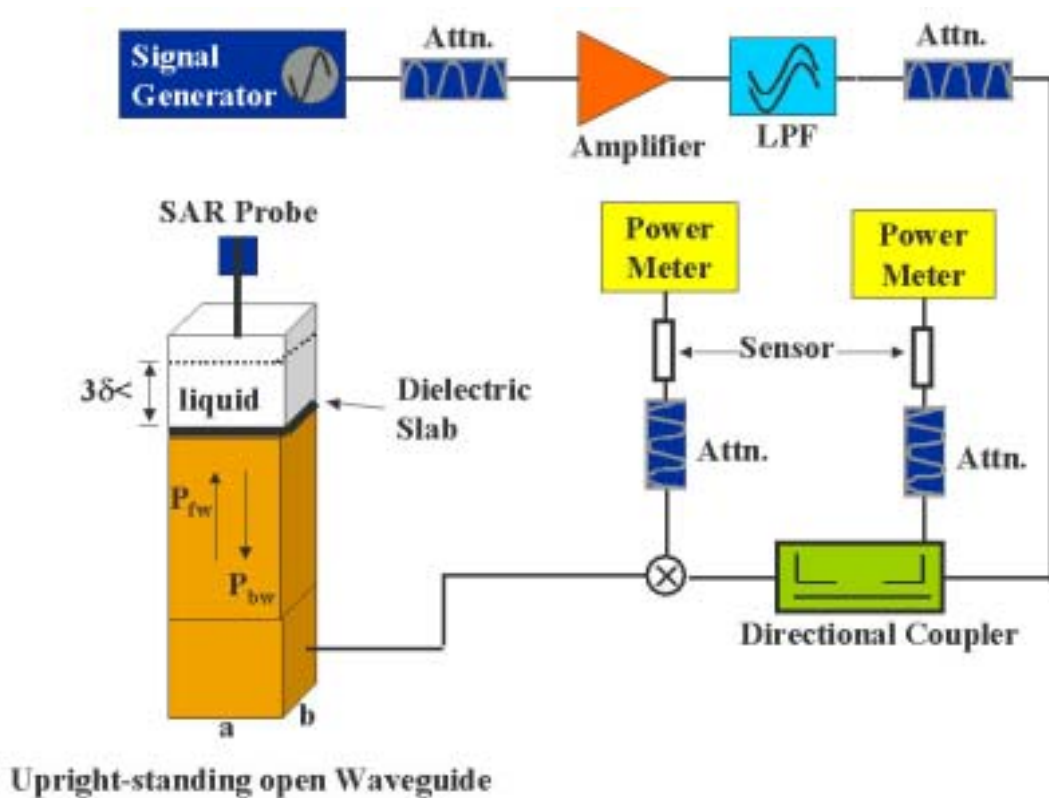 Signal
Generator
Attn.
Amplifier
LPF
Attn.
SAR Probe
Power
Meter
Power
Meter
Sensor
3δ<
liquid
Dielectric
Slab
Attn.
Attn.
Pfw
Pbw
Directional Coupler
a
b
Upright-standing open Waveguide